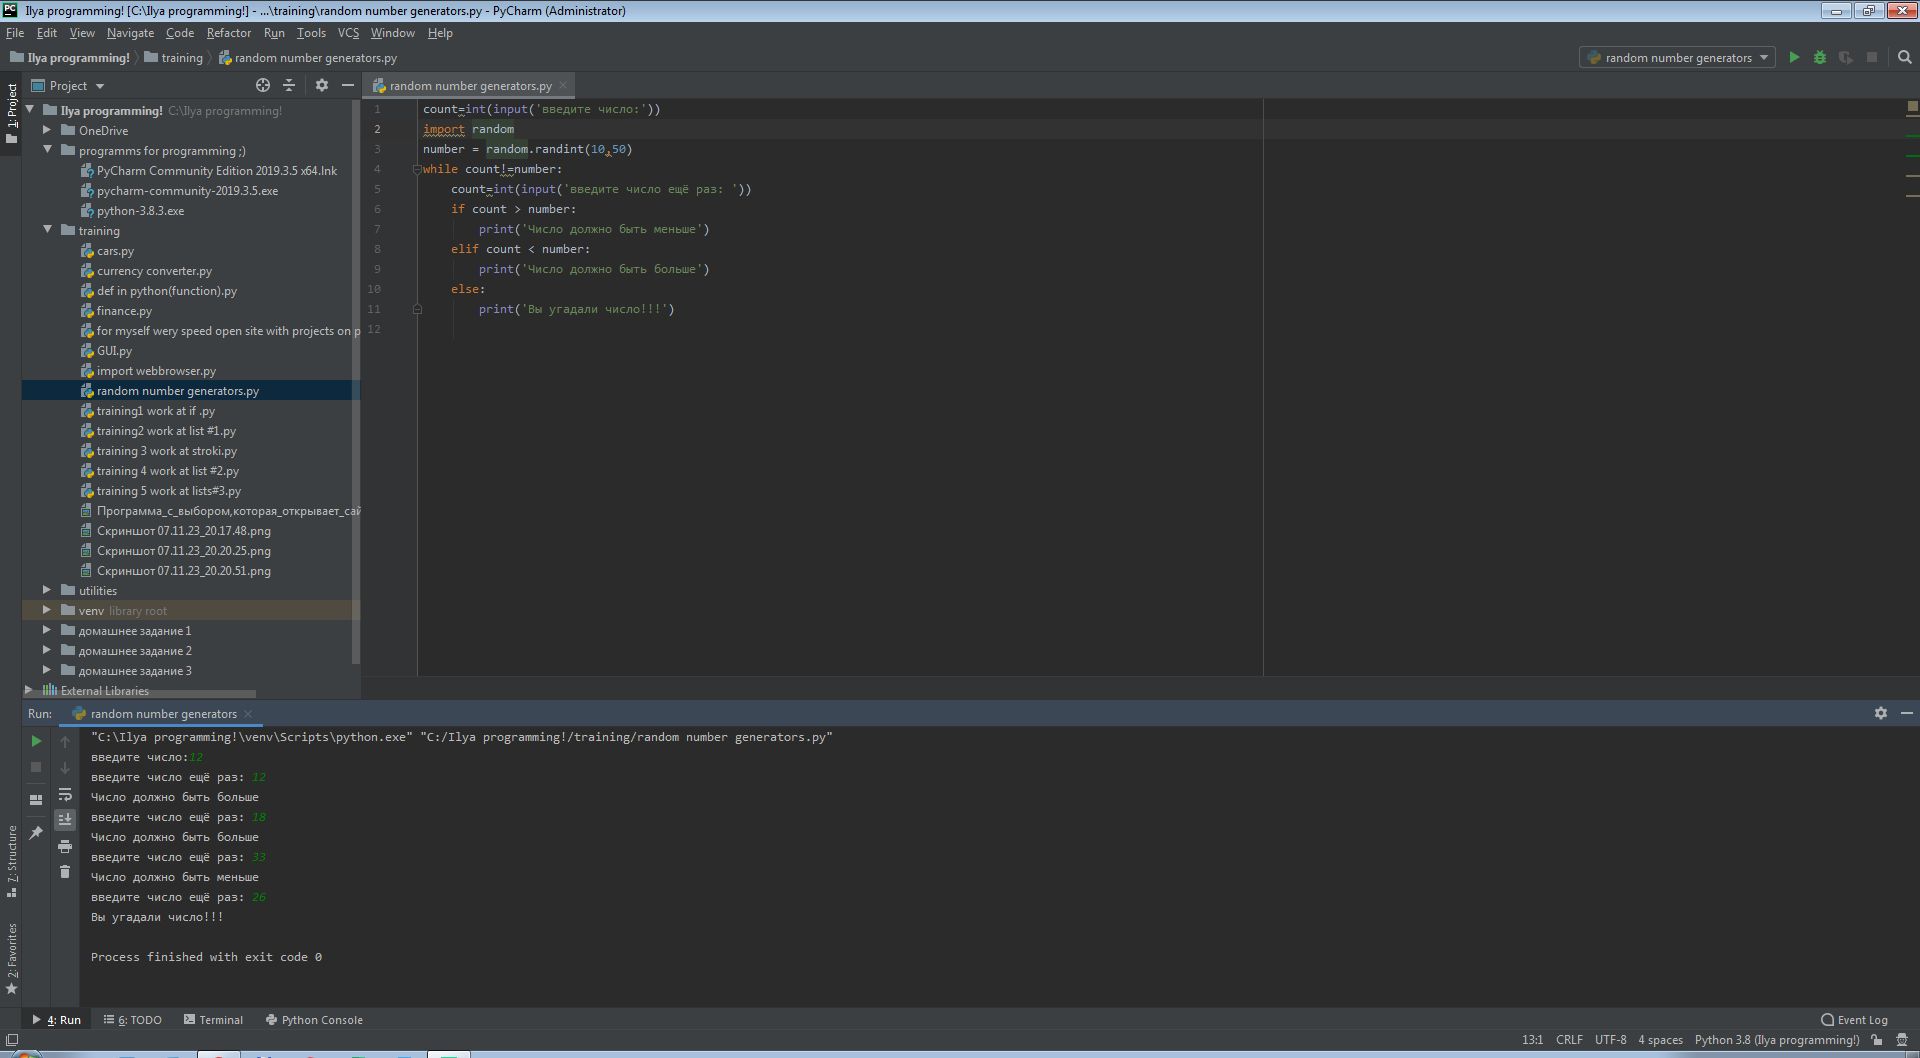 Ilya programming! [C:\Ilya programming!] - ...\training\random number generators.py - PyCharm (Administrator)
File Edit View Navigate Code Refactor Run Tools VCS Window Help
Ilya programming! training random number generators.py random number generators
1: Project
Project
random number generators.py
Ilya programming! C:\Ilya programming!
OneDrive
programms for programming ;)
PyCharm Community Edition 2019.3.5 x64.lnk
pycharm-community-2019.3.5.exe
python-3.8.3.exe
training
cars.py
currency converter.py
def in python(function).py
finance.py
for myself wery speed open site with projects on p
GUI.py
import webbrowser.py
random number generators.py
training1 work at if .py
training2 work at list #1.py
training 3 work at stroki.py
training 4 work at list #2.py
training 5 work at lists#3.py
Программа_с_выбором,которая_открывает_сай
Скриншот 07.11.23_20.17.48.png
Скриншот 07.11.23_20.20.25.png
Скриншот 07.11.23_20.20.51.png
utilities
venv library root
домашнее задание 1
домашнее задание 2
домашнее задание 3
External Libraries
1 count=int(input('введите число:'))
2 import random
3 number = random.randint(10,50)
4 while count!=number:
5 count=int(input('введите число ещё раз: '))
6 if count > number:
7 print('Число должно быть меньше')
8 elif count < number:
9 print('Число должно быть больше')
10 else:
11 print('Вы угадали число!!!')
12
Run: random number generators
"C:\Ilya programming!\venv\Scripts\python.exe" "C:/Ilya programming!/training/random number generators.py"
введите число:12
введите число ещё раз: 12
Число должно быть больше
введите число ещё раз: 18
Число должно быть больше
введите число ещё раз: 33
Число должно быть меньше
введите число ещё раз: 26
Вы угадали число!!!
Process finished with exit code 0
7: Structure
2: Favorites
4: Run 6: TODO Terminal Python Console Event Log
13:1 CRLF UTF-8 4 spaces Python 3.8 (Ilya programming!)